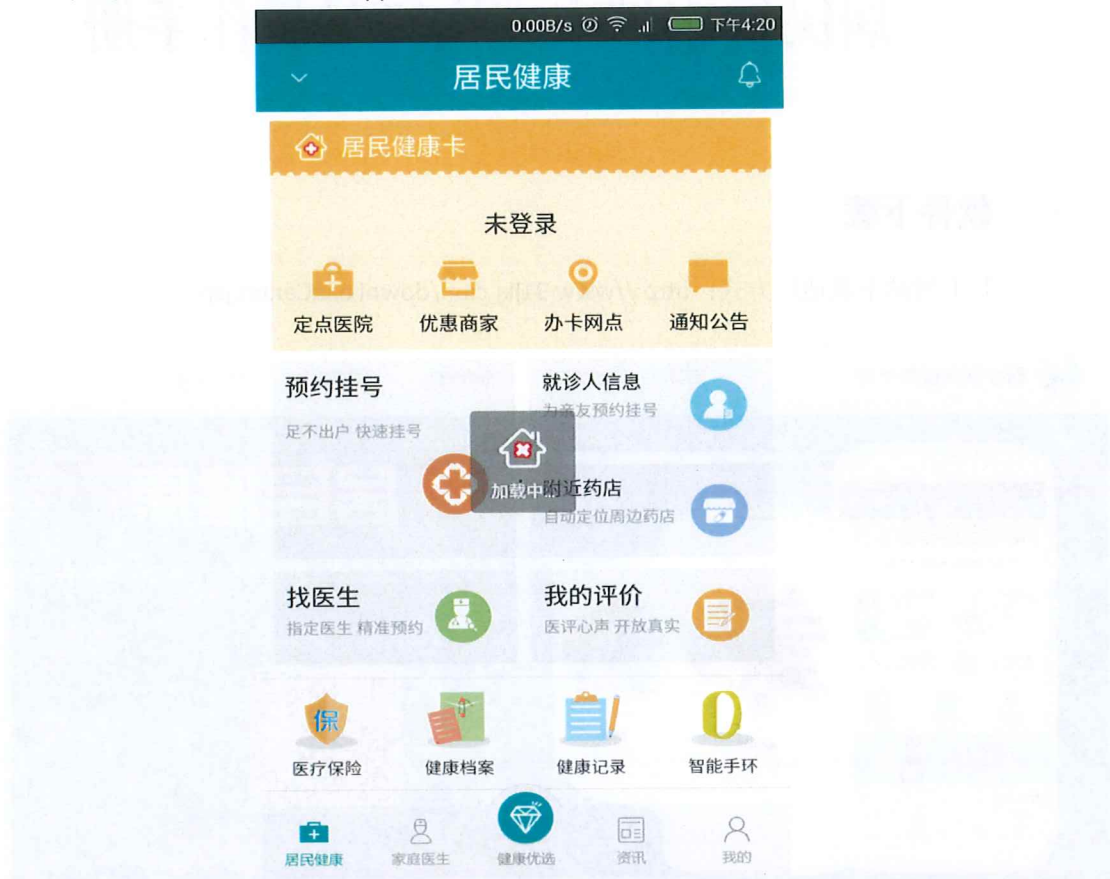 0.00B/s 下午4:20
居民健康
居民健康卡
未登录
定点医院 优惠商家 办卡网点 通知公告
预约挂号
足不出户 快速挂号
就诊人信息
为亲友预约挂号
加载中...
附近药店
自动定位周边药店
找医生
指定医生 精准预约
我的评价
医评心声 开放真实
保
医疗保险 健康档案 健康记录 智能手环
居民健康 家庭医生 健康优选 资讯 我的